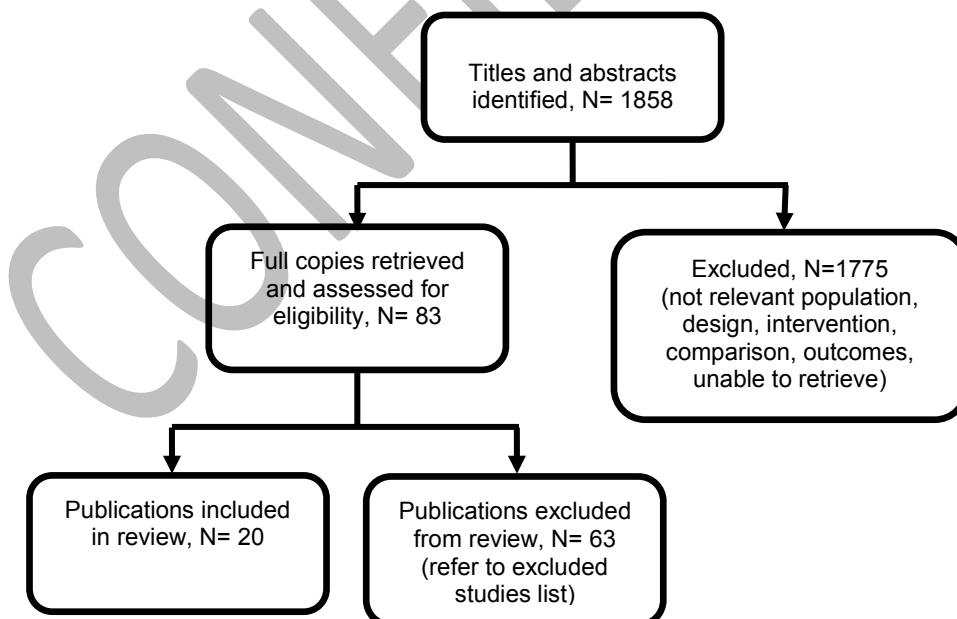 Titles and abstracts
identified, N= 1858
Full copies retrieved
and assessed for
eligibility, N= 83
Excluded, N=1775
(not relevant population,
design, intervention,
comparison, outcomes,
unable to retrieve)
Publications included
in review, N= 20
Publications excluded
from review, N= 63
(refer to excluded
studies list)